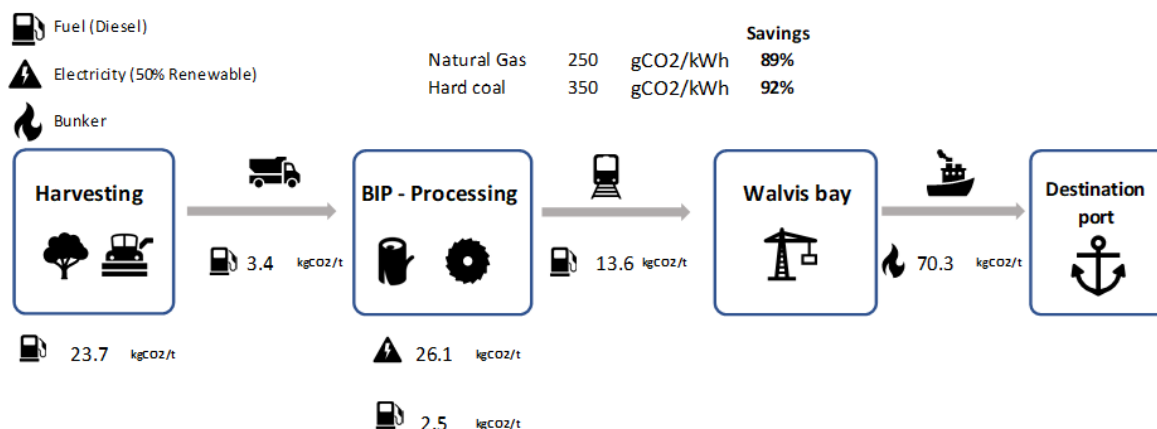 Fuel (Diesel)
Electricity (50% Renewable)
Bunker
Savings
Natural Gas 250 gCO2/kWh 89%
Hard coal 350 gCO2/kWh 92%
Harvesting
BIP - Processing
Walvis bay
Destination
port
3.4 kgCO2/t
13.6 kgCO2/t
70.3 kgCO2/t
23.7 kgCO2/t
26.1 kgCO2/t
2.5 kgCO2/t